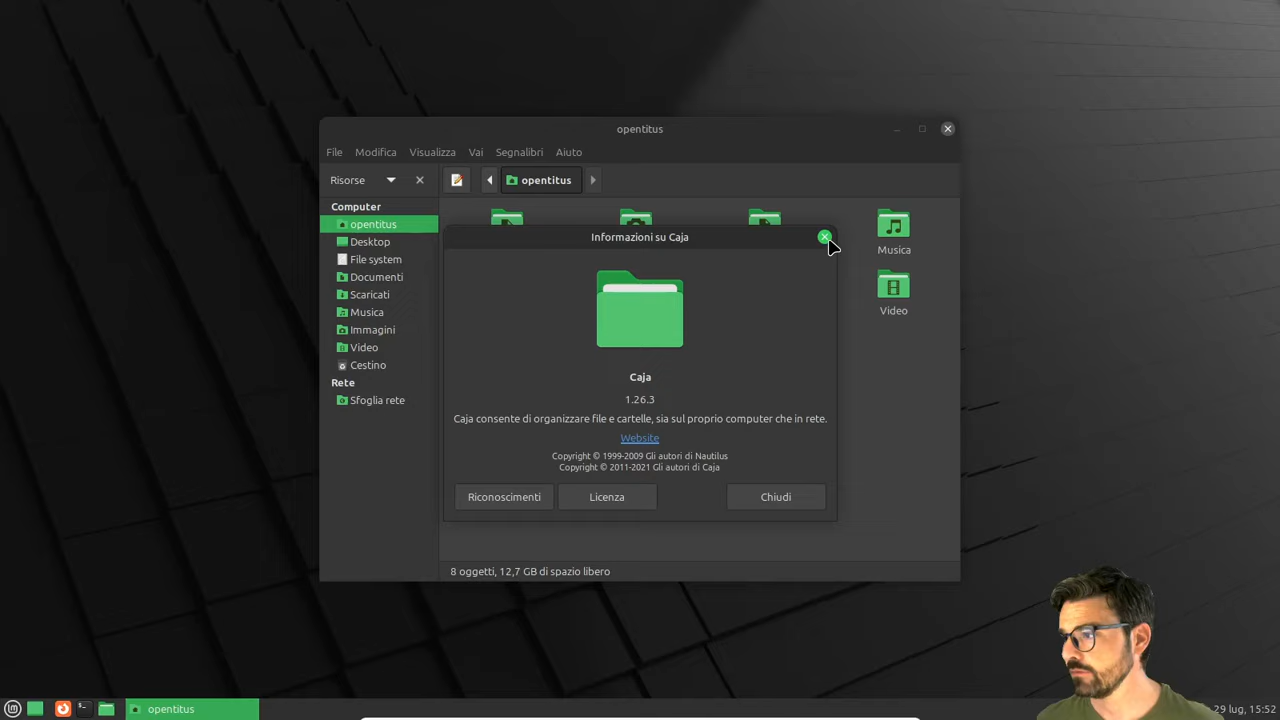 opentitus
File Modifica Visualizza Vai Segnalibri Aiuto
Risorse
opentitus
Computer
opentitus
Desktop
File system
Documenti
Scaricati
Musica
Immagini
Video
Cestino
Rete
Sfoglia rete
Musica
Video
Informazioni su Caja
Caja
1.26.3
Caja consente di organizzare file e cartelle, sia sul proprio computer che in rete.
Website
Copyright © 1999-2009 Gli autori di Nautilus
Copyright © 2011-2021 Gli autori di Caja
Riconoscimenti Licenza Chiudi
8 oggetti, 12,7 GB di spazio libero
opentitus
29 lug, 15:52